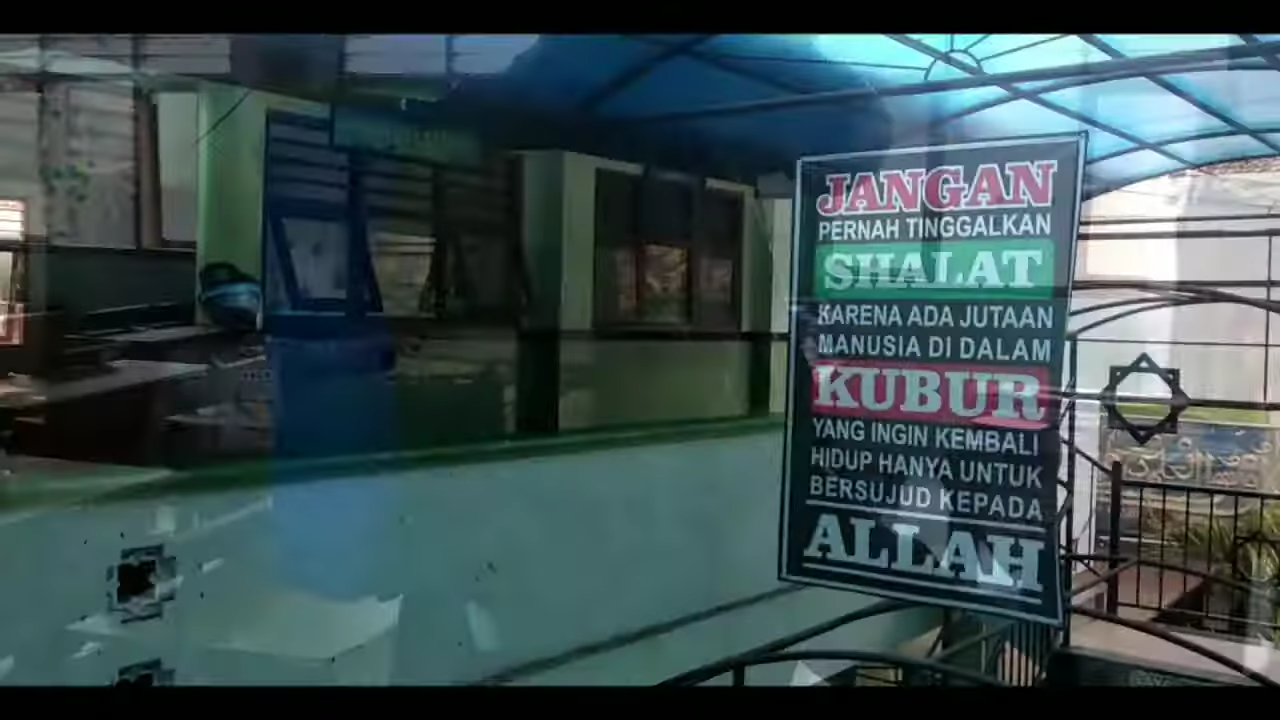 JANGAN
PERNAH TINGGALKAN
SHALAT
KARENA ADA JUTAAN
MANUSIA DI DALAM
KUBUR
YANG INGIN KEMBALI
HIDUP HANYA UNTUK
BERSUJUD KEPADA
ALLAH